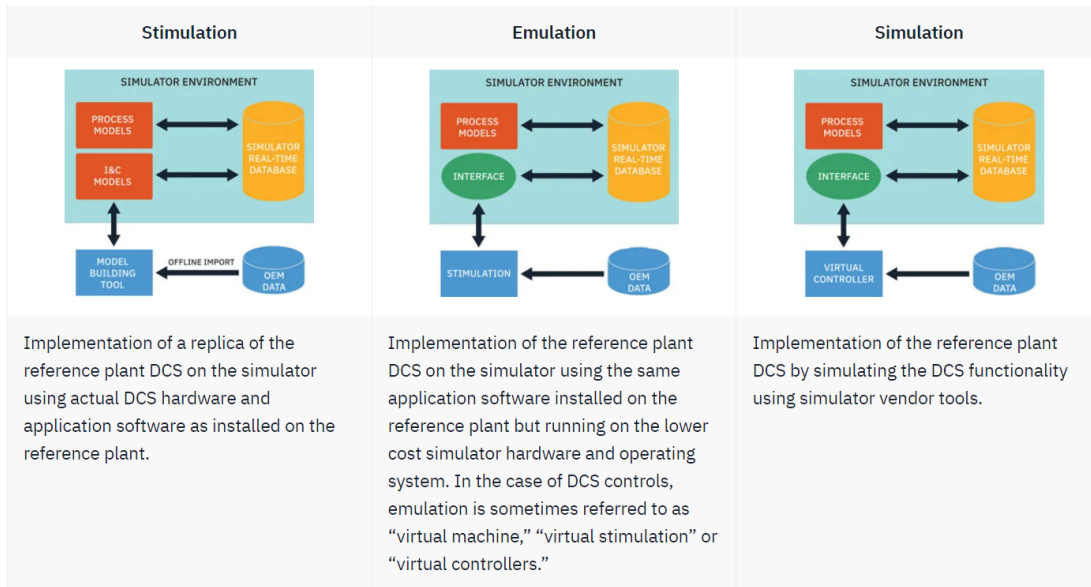 Stimulation
SIMULATOR ENVIRONMENT
PROCESS
MODELS
I&C
MODELS
SIMULATOR
REAL-TIME
DATABASE
MODEL
BUILDING
TOOL
OFFLINE IMPORT
OEM
DATA
Implementation of a replica of the
reference plant DCS on the simulator
using actual DCS hardware and
application software as installed on the
reference plant.
Emulation
SIMULATOR ENVIRONMENT
PROCESS
MODELS
INTERFACE
SIMULATOR
REAL-TIME
DATABASE
STIMULATION
OEM
DATA
Implementation of the reference plant
DCS on the simulator using the same
application software installed on the
reference plant but running on the lower
cost simulator hardware and operating
system. In the case of DCS controls,
emulation is sometimes referred to as
“virtual machine,” “virtual stimulation” or
“virtual controllers.”
Simulation
SIMULATOR ENVIRONMENT
PROCESS
MODELS
INTERFACE
SIMULATOR
REAL-TIME
DATABASE
VIRTUAL
CONTROLLER
OEM
DATA
Implementation of the reference plant
DCS by simulating the DCS functionality
using simulator vendor tools.